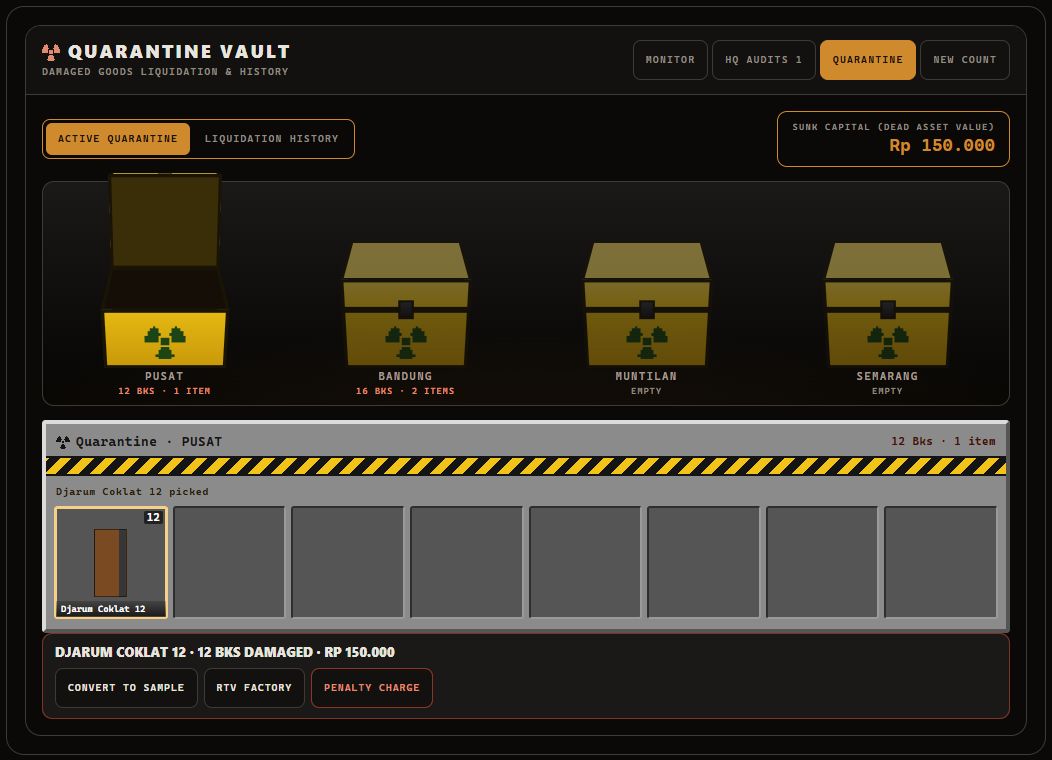 QUARANTINE VAULT
DAMAGED GOODS LIQUIDATION & HISTORY
MONITOR
HQ AUDITS 1
QUARANTINE
NEW COUNT
ACTIVE QUARANTINE
LIQUIDATION HISTORY
SUNK CAPITAL (DEAD ASSET VALUE)
Rp 150.000
PUSAT
12 BKS · 1 ITEM
BANDUNG
16 BKS · 2 ITEMS
MUNTILAN
EMPTY
SEMARANG
EMPTY
Quarantine · PUSAT
12 Bks · 1 item
Djarum Coklat 12 picked
12
Djarum Coklat 12
DJARUM COKLAT 12 · 12 BKS DAMAGED · RP 150.000
CONVERT TO SAMPLE
RTV FACTORY
PENALTY CHARGE